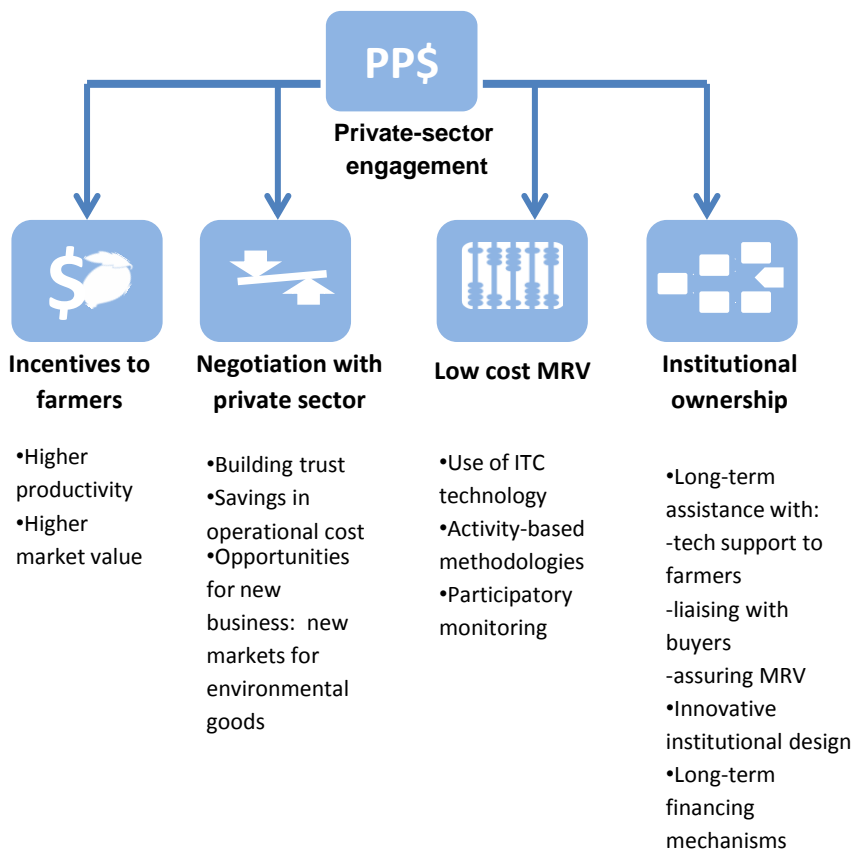 PP$
Private-sector
engagement
$
Incentives to
farmers
•Higher
productivity
•Higher
market value
Negotiation with
private sector
•Building trust
•Savings in
operational cost
•Opportunities
for new
business:  new
markets for
environmental
goods
Low cost MRV
•Use of ITC
technology
•Activity-based
methodologies
•Participatory
monitoring
Institutional
ownership
•Long-term
assistance with:
-tech support to
farmers
-liaising with
buyers
-assuring MRV
•Innovative
institutional design
•Long-term
financing
mechanisms